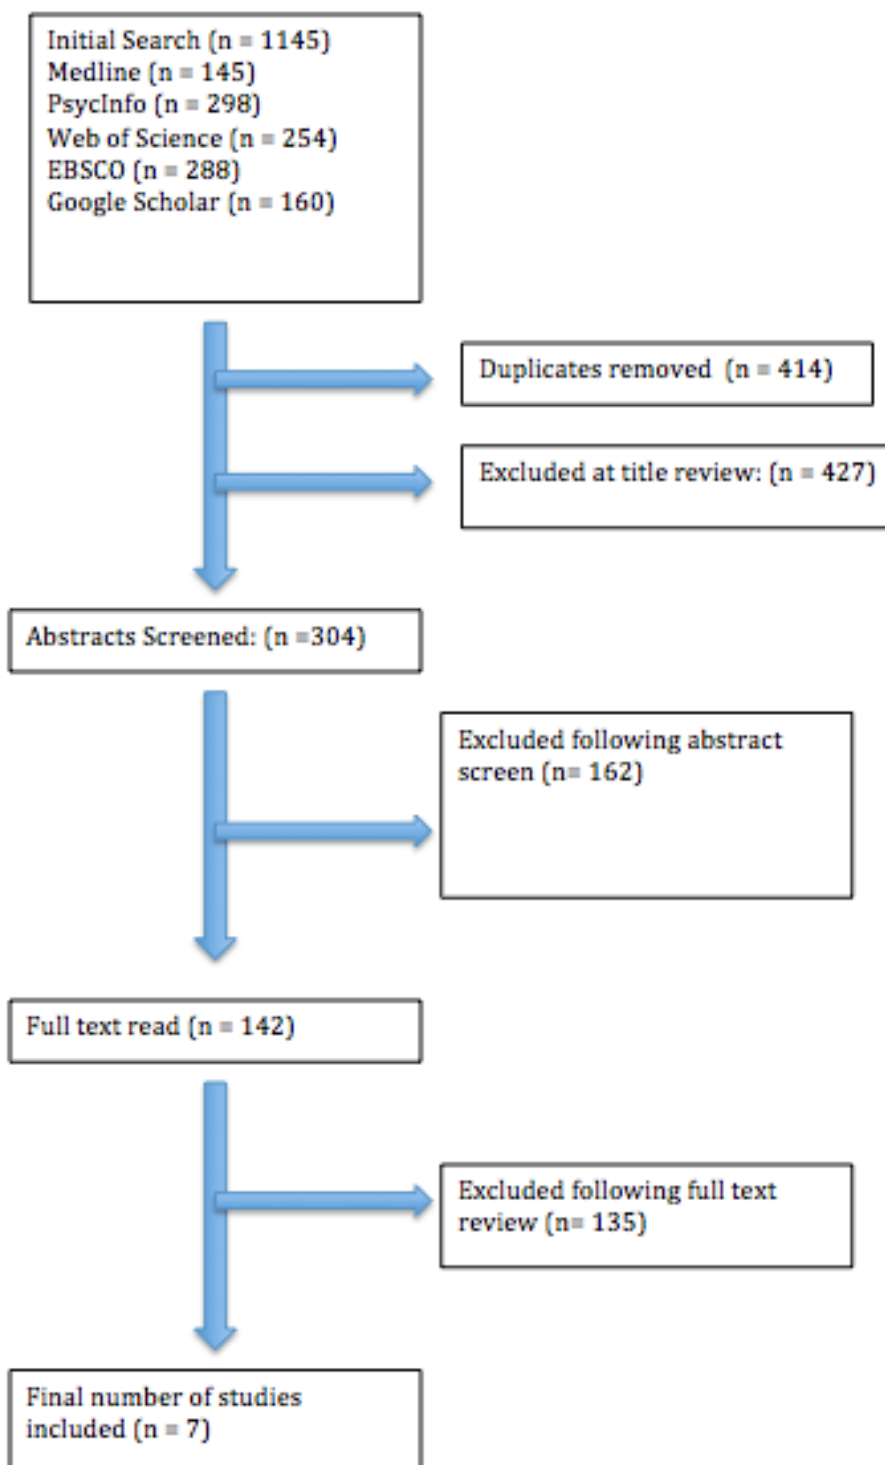 Initial Search (n = 1145)
Medline (n = 145)
PsycInfo (n = 298)
Web of Science (n = 254)
EBSCO (n = 288)
Google Scholar (n = 160)
Duplicates removed  (n = 414)
Excluded at title review: (n = 427)
Abstracts Screened: (n =304)
Excluded following abstract
screen (n= 162)
Full text read (n = 142)
Excluded following full text
review (n= 135)
Final number of studies
included (n = 7)